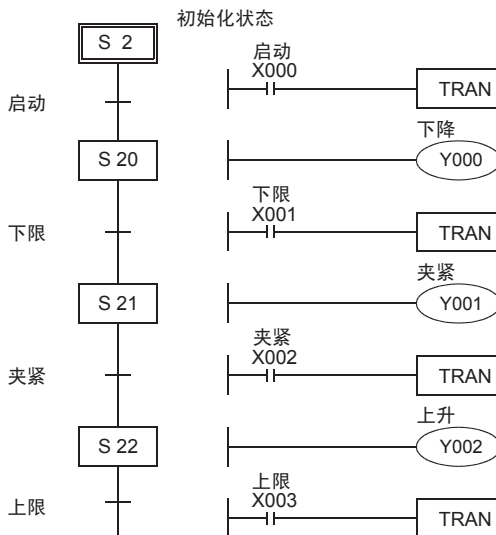 初始化状态
S 2
启动
X000
TRAN
启动
下降
S 20
Y000
下限
X001
TRAN
下限
夹紧
S 21
Y001
夹紧
X002
TRAN
夹紧
上升
S 22
Y002
上限
X003
TRAN
上限